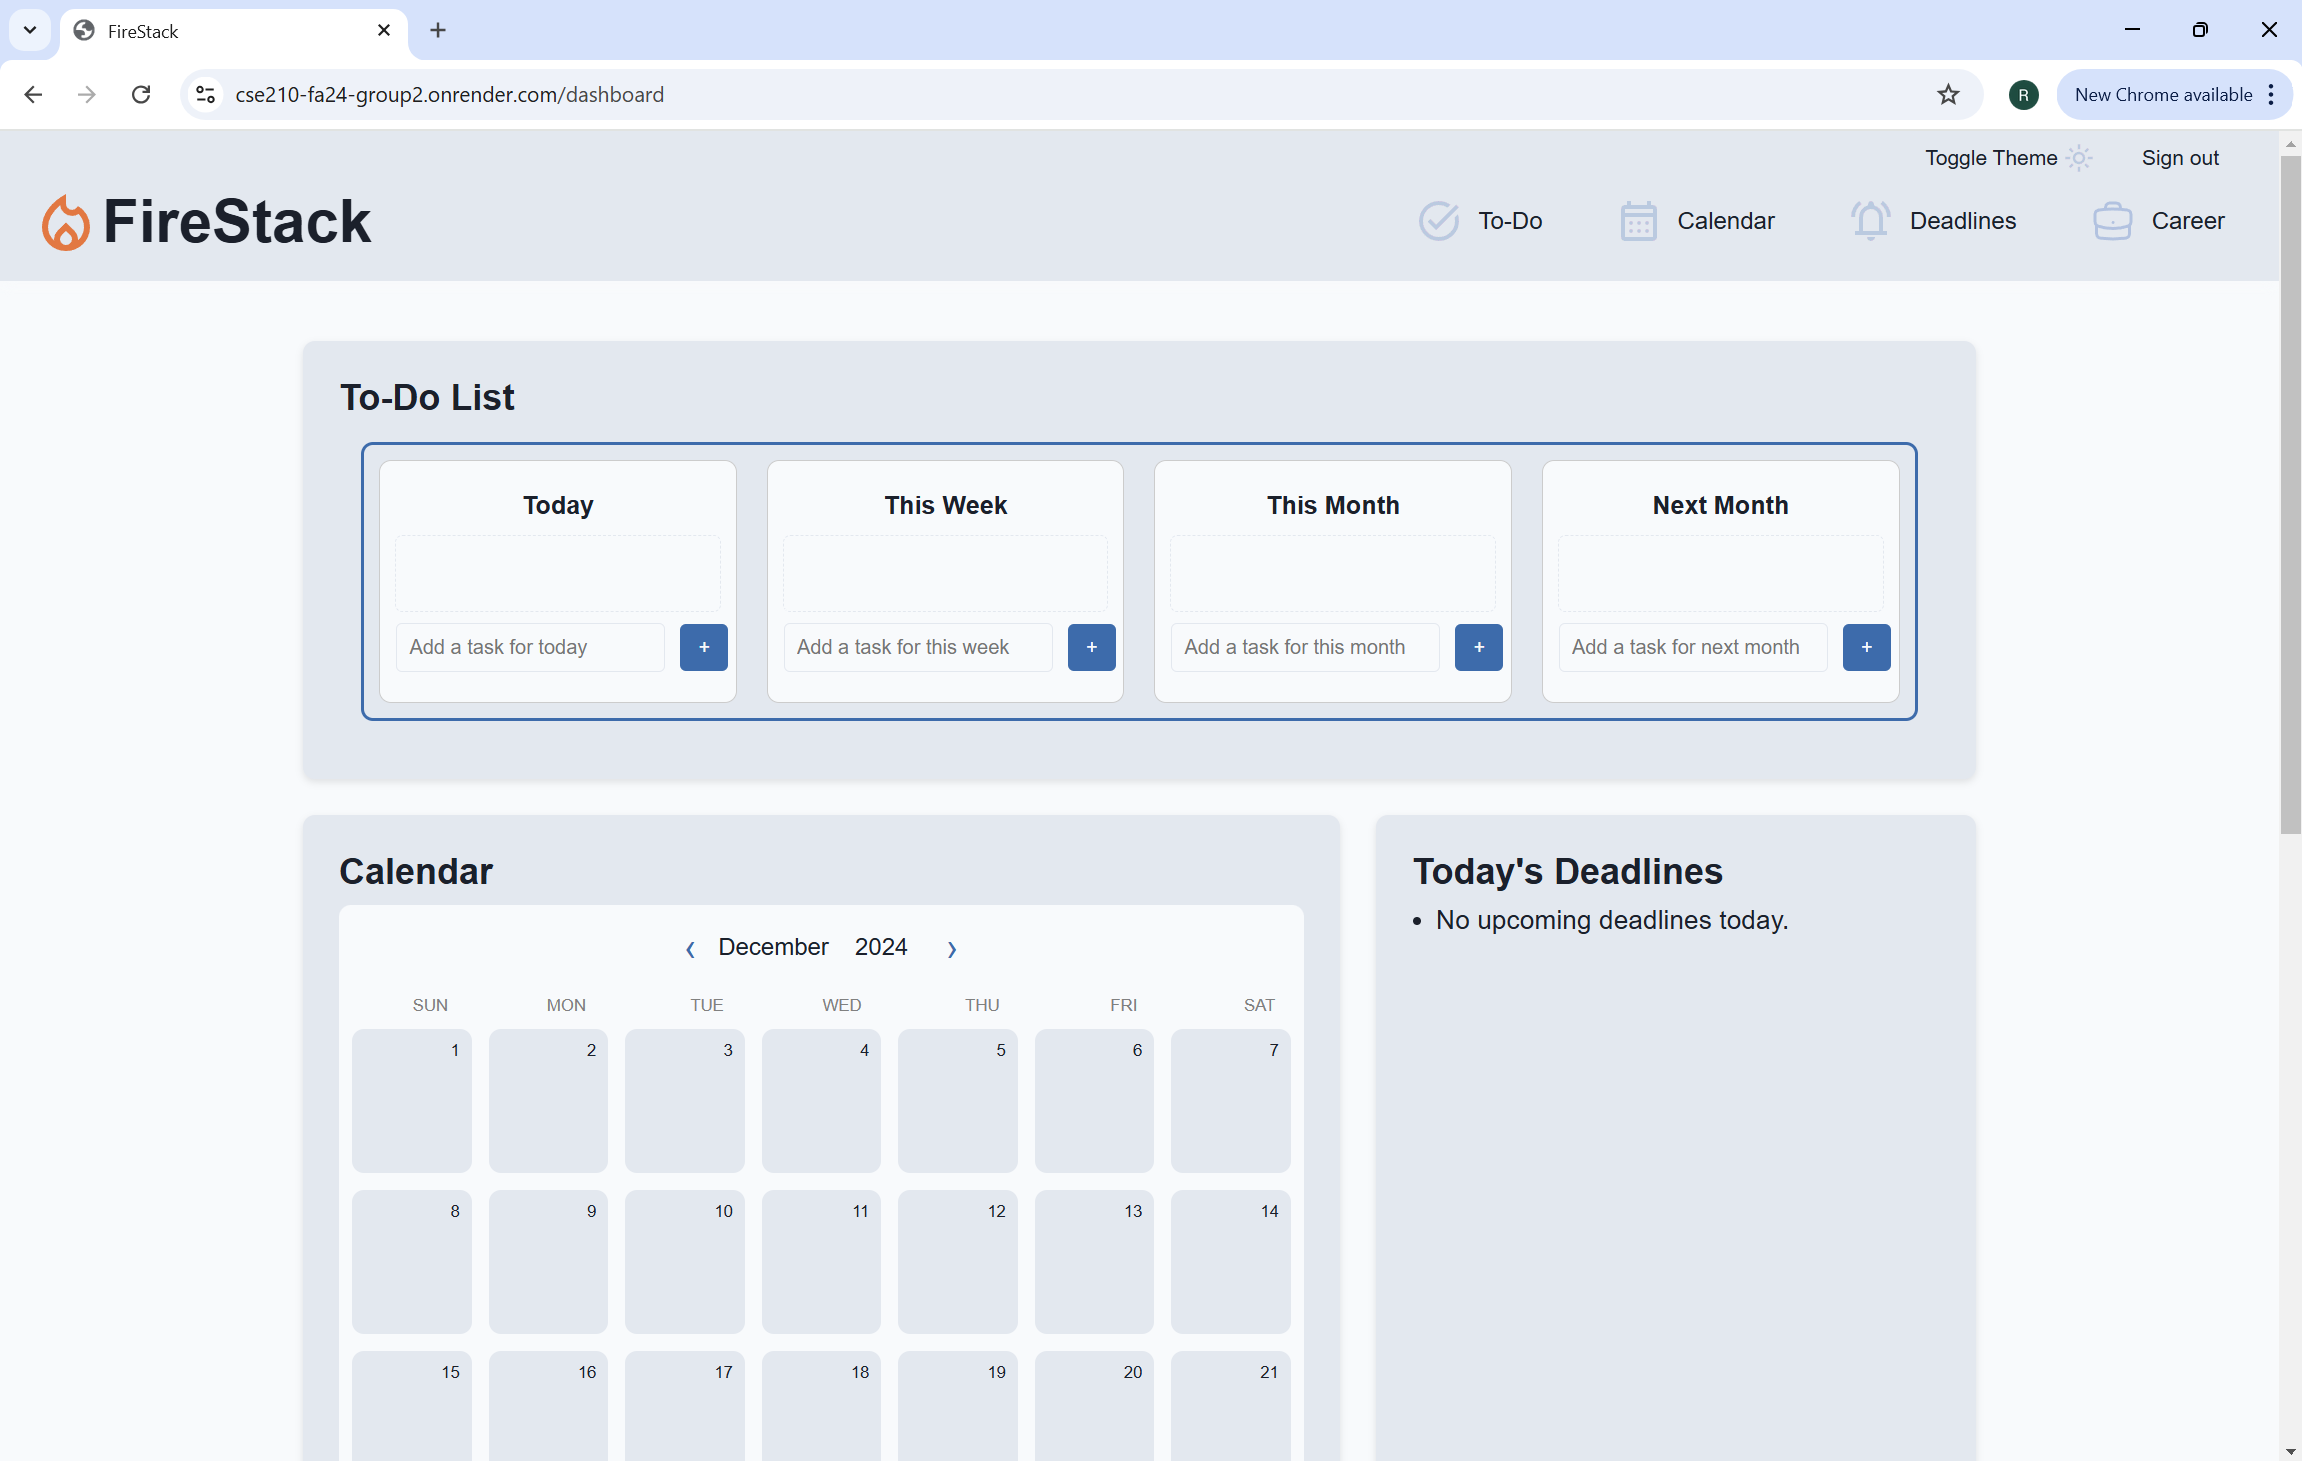 FireStack
cse210-fa24-group2.onrender.com/dashboard
R
New Chrome available
Toggle Theme
Sign out
FireStack
To-Do
Calendar
Deadlines
Career
To-Do List
Today
This Week
This Month
Next Month
Add a task for today
+
Add a task for this week
+
Add a task for this month
+
Add a task for next month
+
Calendar
‹ December 2024 ›
SUN MON TUE WED THU FRI SAT
1 2 3 4 5 6 7
8 9 10 11 12 13 14
15 16 17 18 19 20 21
Today's Deadlines
• No upcoming deadlines today.